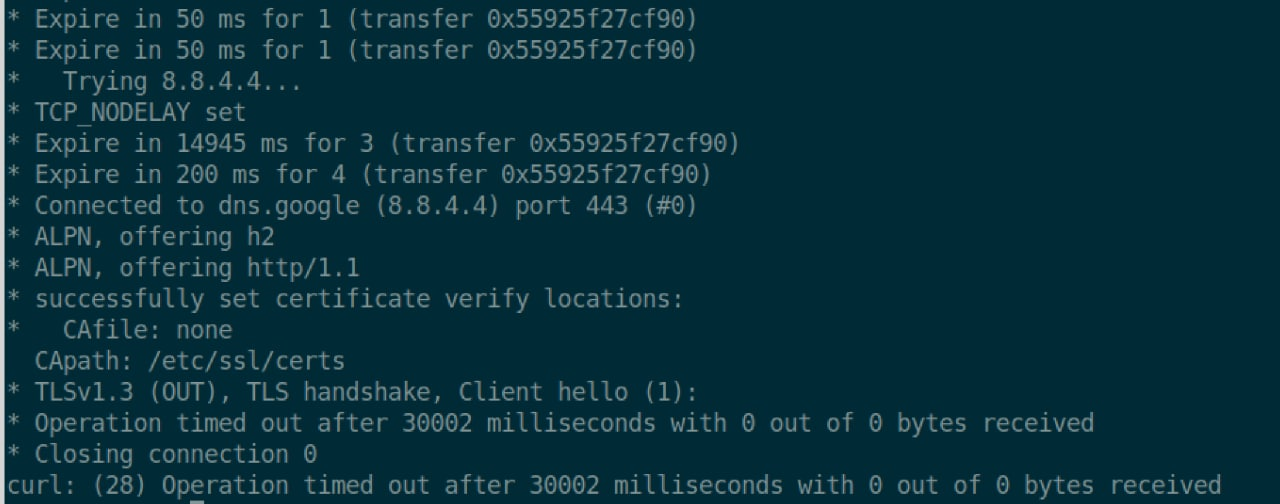 * Expire in 50 ms for 1 (transfer 0x55925f27cf90)
* Expire in 50 ms for 1 (transfer 0x55925f27cf90)
*   Trying 8.8.4.4...
* TCP_NODELAY set
* Expire in 14945 ms for 3 (transfer 0x55925f27cf90)
* Expire in 200 ms for 4 (transfer 0x55925f27cf90)
* Connected to dns.google (8.8.4.4) port 443 (#0)
* ALPN, offering h2
* ALPN, offering http/1.1
* successfully set certificate verify locations:
*   CAfile: none
  CApath: /etc/ssl/certs
* TLSv1.3 (OUT), TLS handshake, Client hello (1):
* Operation timed out after 30002 milliseconds with 0 out of 0 bytes received
* Closing connection 0
curl: (28) Operation timed out after 30002 milliseconds with 0 out of 0 bytes received